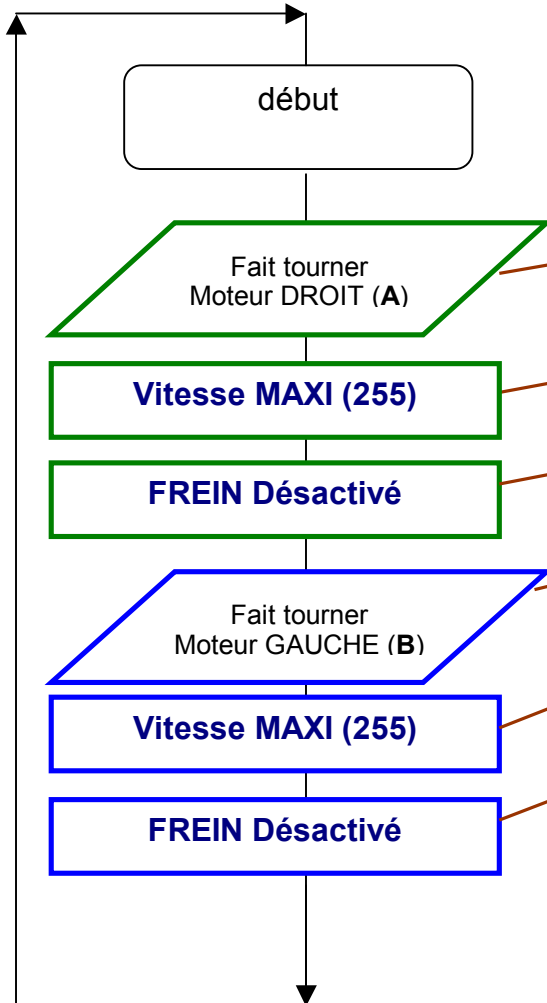 début
Fait tourner
Moteur DROIT (A)
Vitesse MAXI (255)
FREIN Désactivé
Fait tourner
Moteur GAUCHE (B)
Vitesse MAXI (255)
FREIN Désactivé